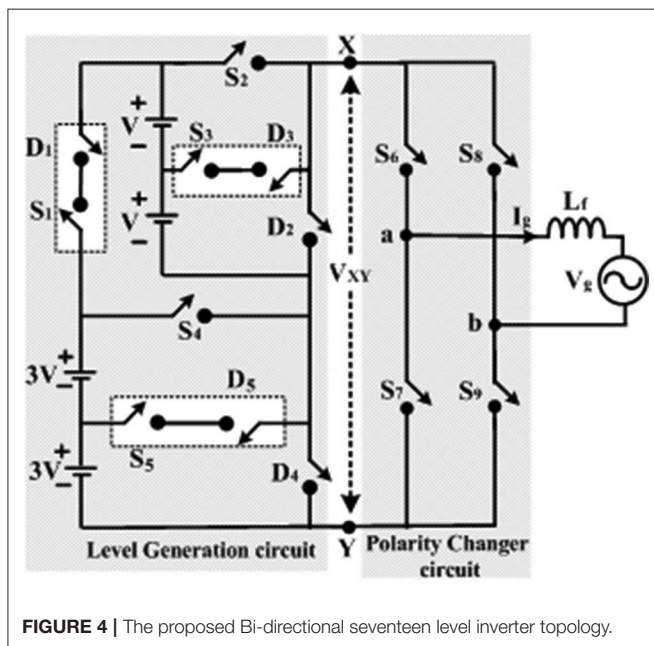 X
S2
+
V
−
S3
D3
D1
S1
+
V
−
D2
S6
S8
Lf
Ig
a
VXY
Vg
b
S4
+
3V
−
D5
S5
S7
S9
+
3V
−
D4
Level Generation circuit
Y
Polarity Changer
circuit
FIGURE 4 | The proposed Bi-directional seventeen level inverter topology.